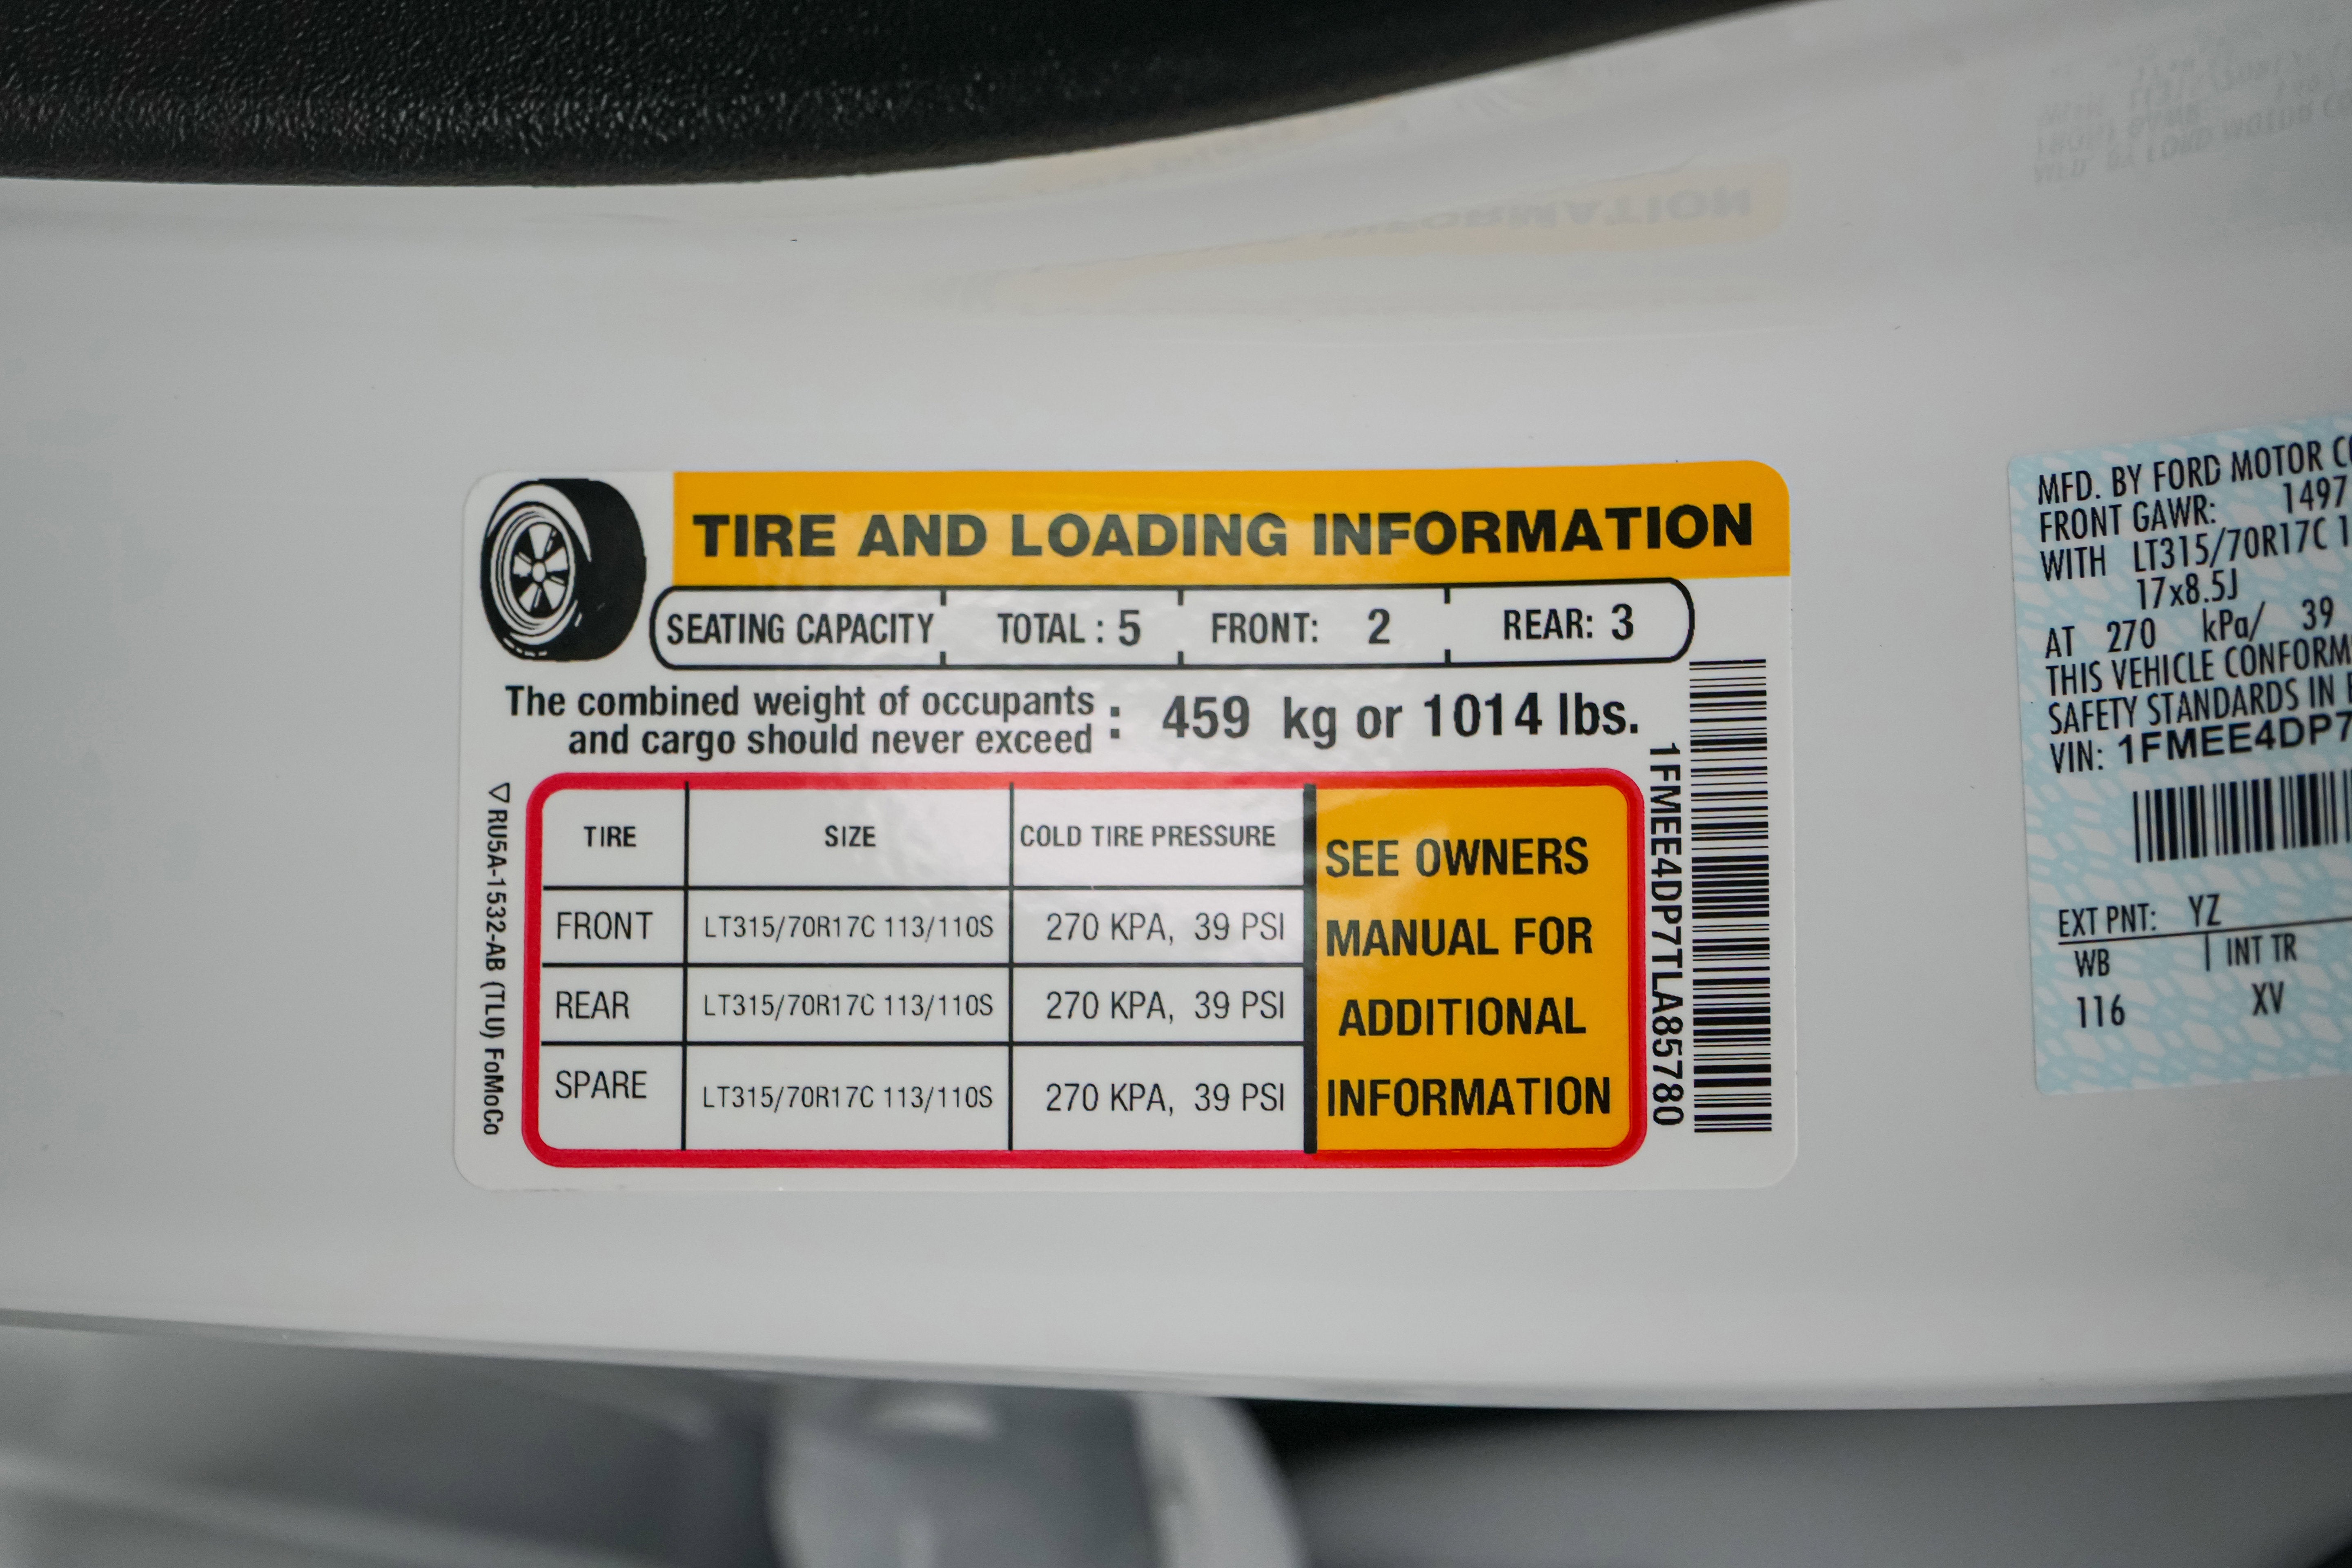 TIRE AND LOADING INFORMATION
SEATING CAPACITY TOTAL : 5 FRONT: 2 REAR: 3
The combined weight of occupants
and cargo should never exceed : 459 kg or 1014 lbs.
TIRE SIZE COLD TIRE PRESSURE
FRONT LT315/70R17C 113/110S 270 KPA, 39 PSI
REAR LT315/70R17C 113/110S 270 KPA, 39 PSI
SPARE LT315/70R17C 113/110S 270 KPA, 39 PSI
SEE OWNERS
MANUAL FOR
ADDITIONAL
INFORMATION
RU5A-1532-AB (TLU) FoMoCo
1FMEE4DP7TLA85780
MFD. BY FORD MOTOR
FRONT GAWR: 1497
WITH LT315/70R17C
17x8.5J
AT 270 kPa/ 39
THIS VEHICLE CONFORM
SAFETY STANDARDS IN
VIN: 1FMEE4DP7
EXT PNT: YZ
WB INT TR
116 XV